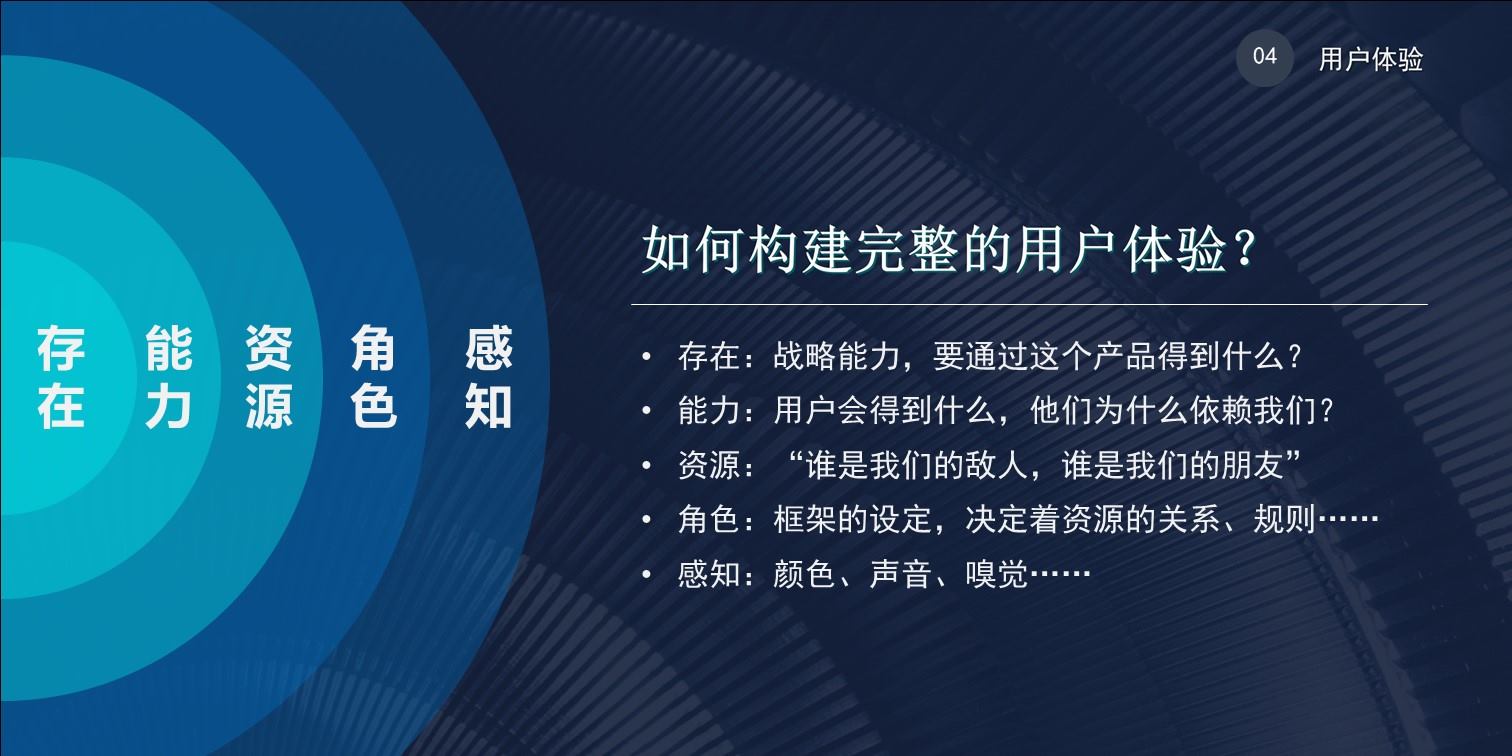 04 用户体验
存在
能力
资源
角色
感知
如何构建完整的用户体验？
• 存在：战略能力，要通过这个产品得到什么？
• 能力：用户会得到什么，他们为什么依赖我们？
• 资源：“谁是我们的敌人，谁是我们的朋友”
• 角色：框架的设定，决定着资源的关系、规则……
• 感知：颜色、声音、嗅觉……